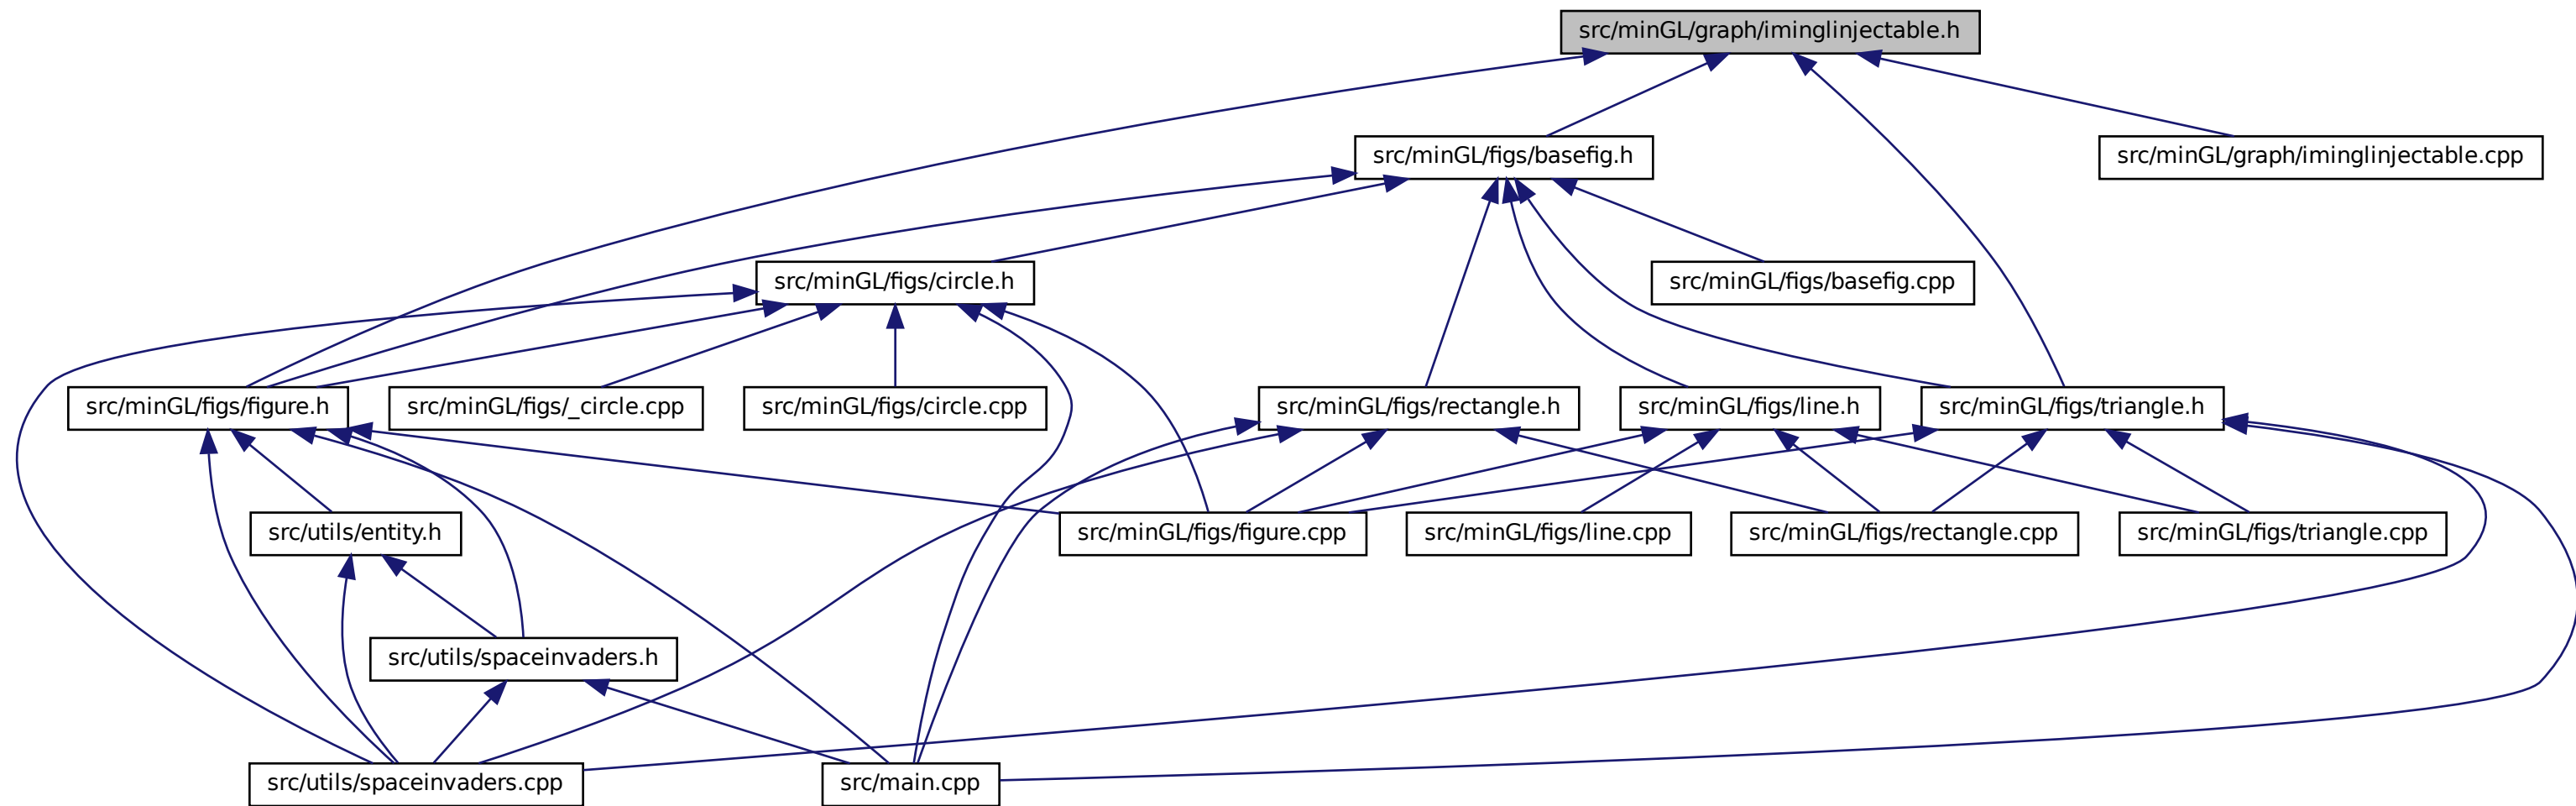 src/minGL/graph/iminglinjectable.h
src/minGL/figs/basefig.h
src/minGL/graph/iminglinjectable.cpp
src/minGL/figs/circle.h
src/minGL/figs/basefig.cpp
src/minGL/figs/figure.h
src/minGL/figs/_circle.cpp
src/minGL/figs/circle.cpp
src/minGL/figs/rectangle.h
src/minGL/figs/line.h
src/minGL/figs/triangle.h
src/utils/entity.h
src/minGL/figs/figure.cpp
src/minGL/figs/line.cpp
src/minGL/figs/rectangle.cpp
src/minGL/figs/triangle.cpp
src/utils/spaceinvaders.h
src/utils/spaceinvaders.cpp
src/main.cpp